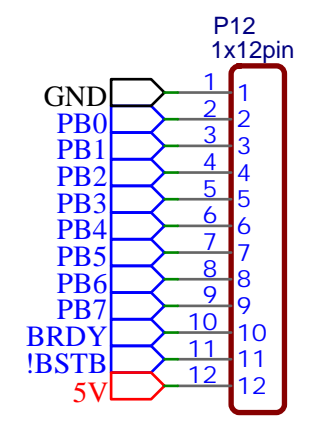 P12
1x12pin
GND 1 1
PB0 2 2
PB1 3 3
PB2 4 4
PB3 5 5
PB4 6 6
PB5 7 7
PB6 8 8
PB7 9 9
BRDY 10 10
!BSTB 11 11
5V 12 12